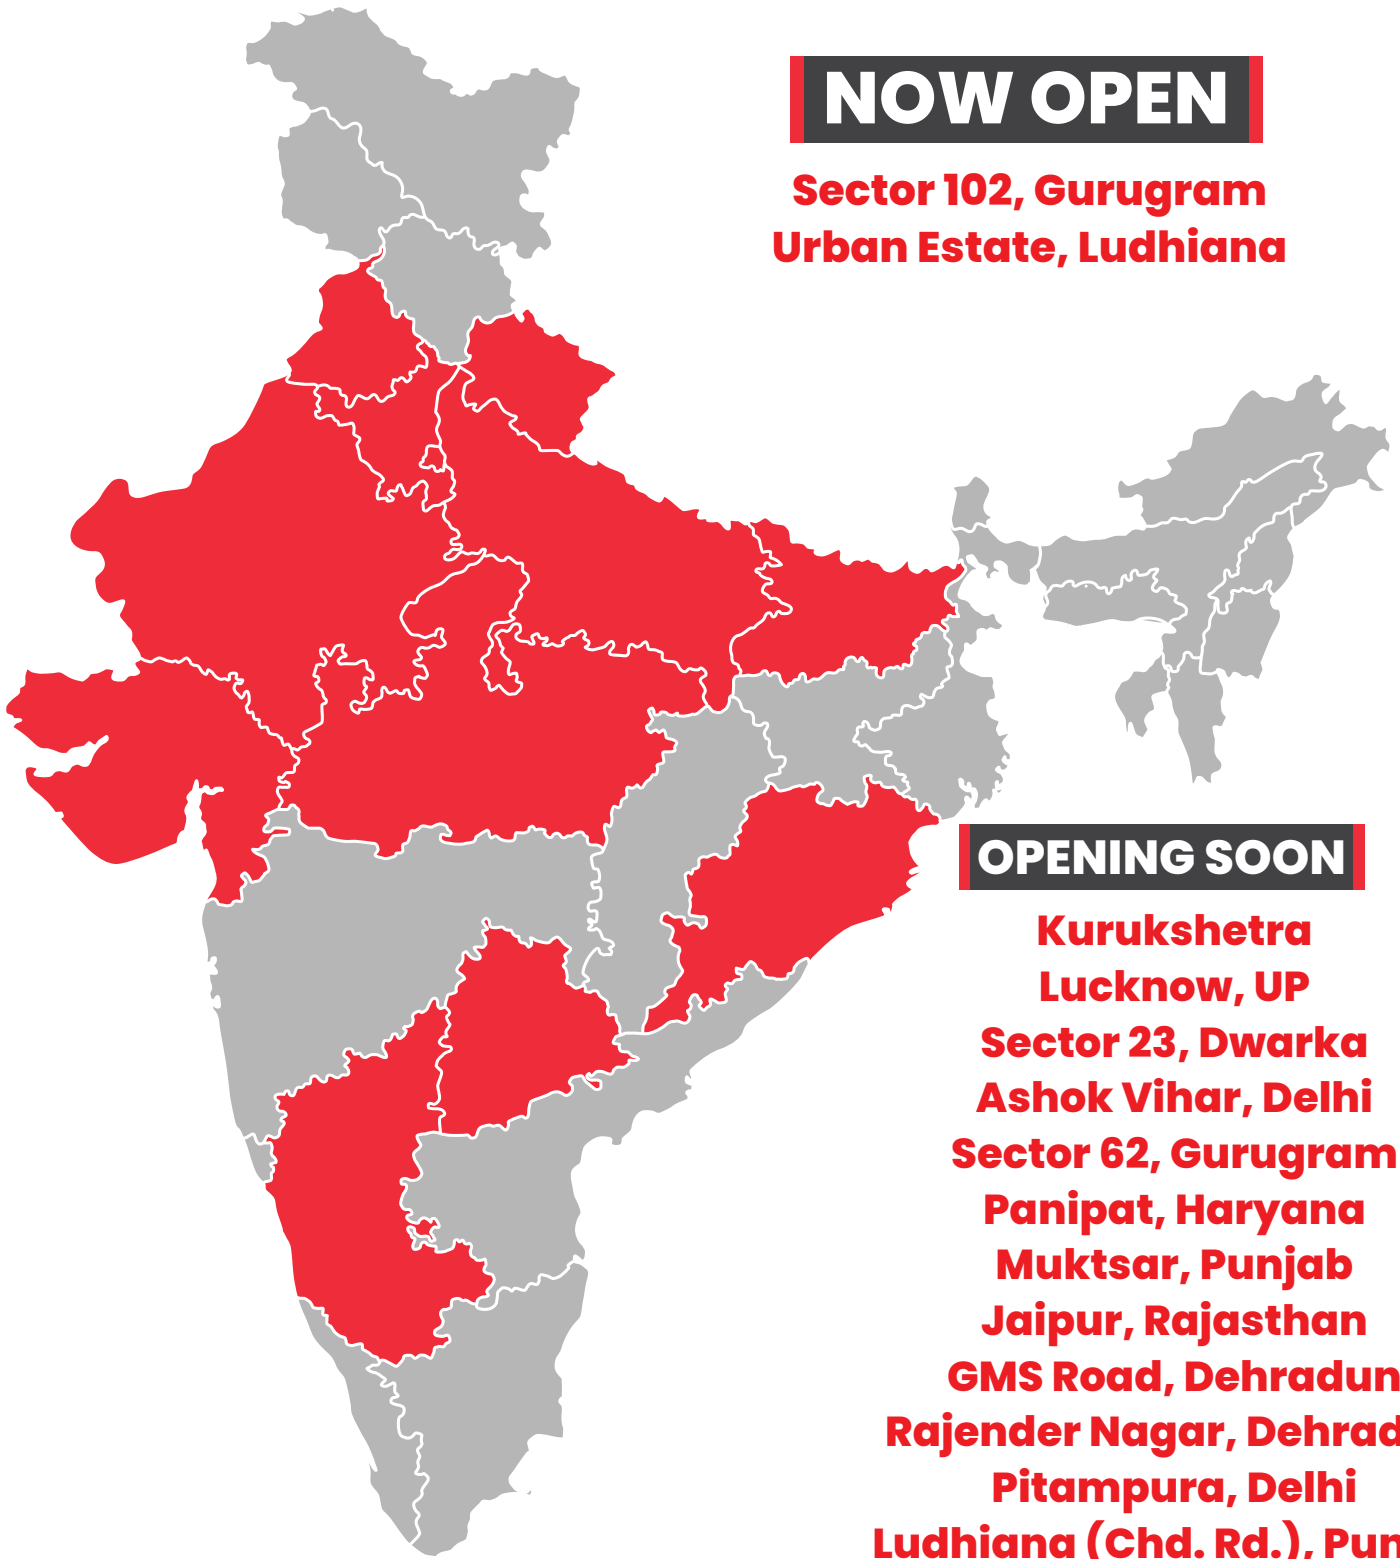 NOW OPEN
Sector 102, Gurugram
Urban Estate, Ludhiana
OPENING SOON
Kurukshetra
Lucknow, UP
Sector 23, Dwarka
Ashok Vihar, Delhi
Sector 62, Gurugram
Panipat, Haryana
Muktsar, Punjab
Jaipur, Rajasthan
GMS Road, Dehradun
Rajender Nagar,
Pitampura, Delhi
Ludhiana (Chd. Rd.),